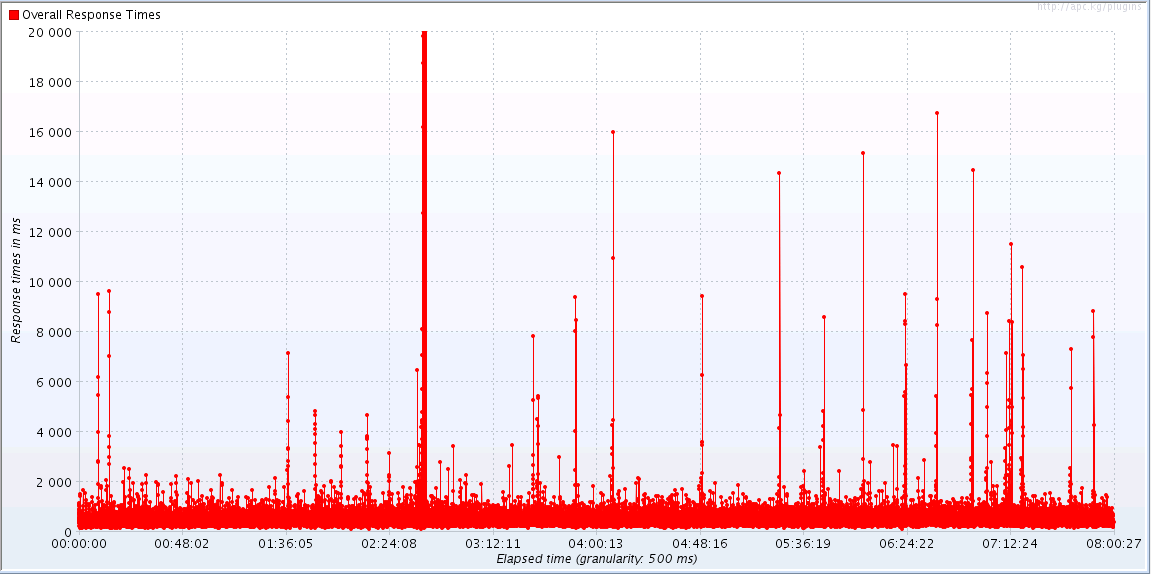 http://apc.kg/plugins
Overall Response Times
20 000
18 000
16 000
14 000
12 000
10 000
8 000
6 000
4 000
2 000
0
Response times in ms
00:00:00 00:48:02 01:36:05 02:24:08 03:12:11 04:00:13 04:48:16 05:36:19 06:24:22 07:12:24 08:00:27
Elapsed time (granularity: 500 ms)